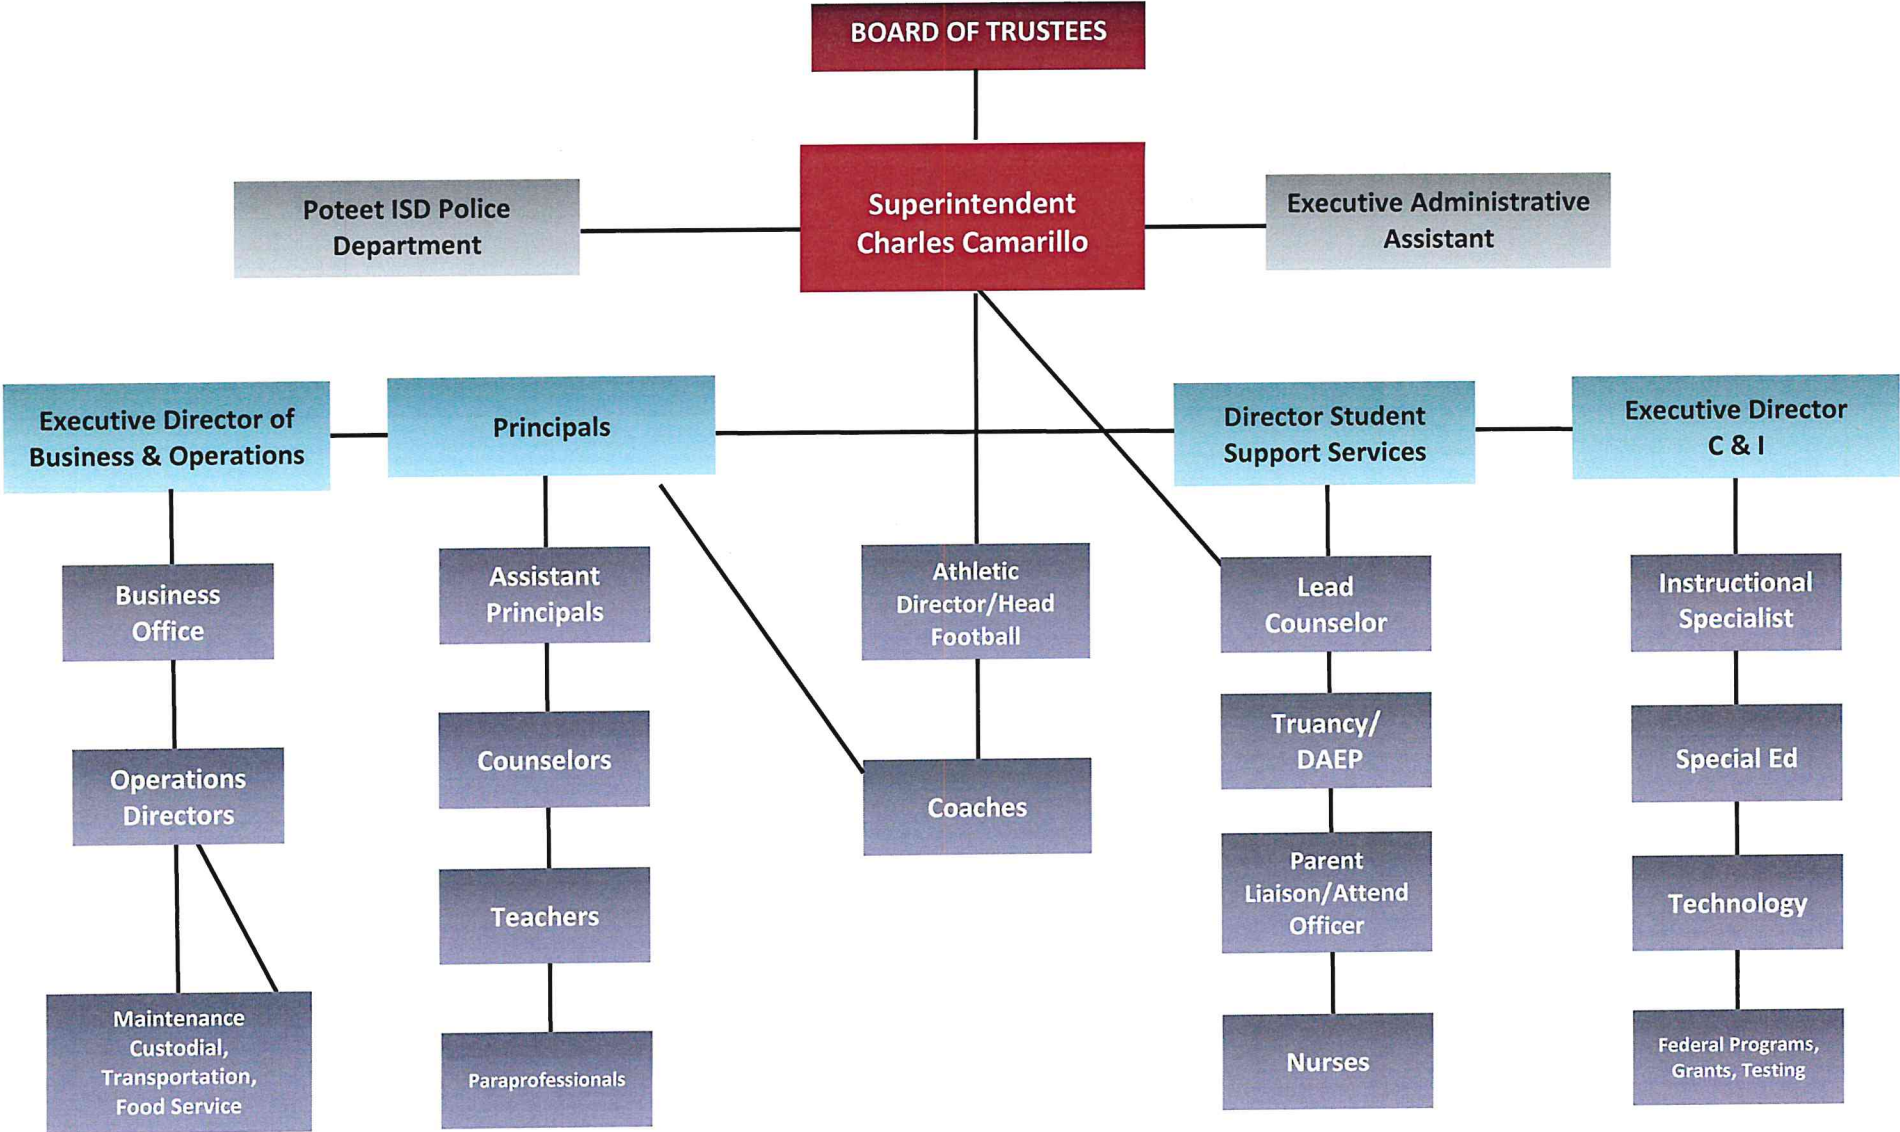 BOARD OF TRUSTEES
Poteet ISD Police
Department
Superintendent
Charles Camarillo
Executive Administrative
Assistant
Executive Director of
Business & Operations
Principals
Director Student
Support Services
Executive Director
C & I
Business
Office
Assistant
Principals
Athletic
Director/Head
Football
Lead
Counselor
Instructional
Specialist
Operations
Directors
Counselors
Coaches
Truancy/
DAEP
Special Ed
Teachers
Parent
Liaison/Attend
Officer
Technology
Maintenance
Custodial,
Transportation,
Food Service
Paraprofessionals
Nurses
Federal Programs,
Grants, Testing